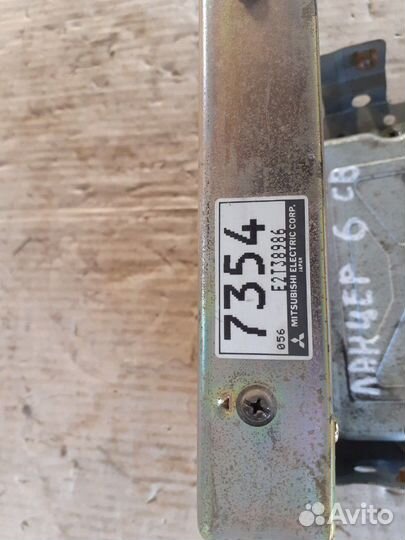 7354
056 E2T38986
MITSUBISHI ELECTRIC CORP.
JAPAN
ЛАНЦЕР 6 СВ
Avito